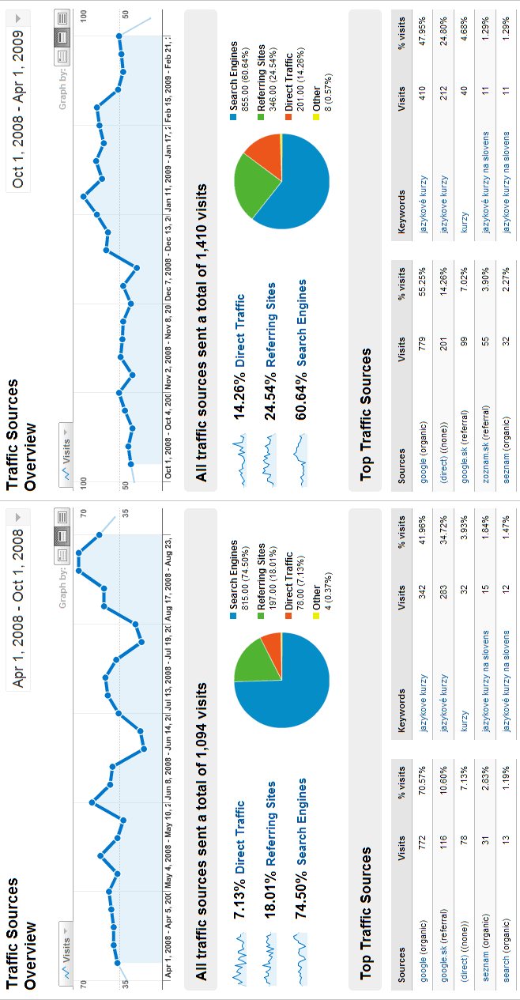 Traffic Sources
Overview
Apr 1, 2008 - Oct 1, 2008
Visits
Graph by:
70
70
35
35
Apr 1, 2008 - Apr 5, 200
May 4, 2008 - May 10, 2
Jun 8, 2008 - Jun 14, 20
Jul 13, 2008 - Jul 19, 20
Aug 17, 2008 - Aug 23,
All traffic sources sent a total of 1,094 visits
7.13% Direct Traffic
18.01% Referring Sites
74.50% Search Engines
Search Engines
815.00 (74.50%)
Referring Sites
197.00 (18.01%)
Direct Traffic
78.00 (7.13%)
Other
4 (0.37%)
Top Traffic Sources
Sources Visits % visits
google (organic) 772 70.57%
google.sk (referral) 116 10.60%
(direct) ((none)) 78 7.13%
seznam (organic) 31 2.83%
search (organic) 13 1.19%
Keywords Visits % visits
jazykove kurzy 342 41.96%
jazykové kurzy 283 34.72%
kurzy 32 3.93%
jazykove kurzy na slovens 15 1.84%
jazykové kurzy na slovens 12 1.47%
Traffic Sources
Overview
Oct 1, 2008 - Apr 1, 2009
Visits
Graph by:
100
100
50
50
Oct 1, 2008 - Oct 4, 200
Nov 2, 2008 - Nov 8, 20
Dec 7, 2008 - Dec 13, 2
Jan 11, 2009 - Jan 17, 2
Feb 15, 2009 - Feb 21, 2
All traffic sources sent a total of 1,410 visits
14.26% Direct Traffic
24.54% Referring Sites
60.64% Search Engines
Search Engines
855.00 (60.64%)
Referring Sites
346.00 (24.54%)
Direct Traffic
201.00 (14.26%)
Other
8 (0.57%)
Top Traffic Sources
Sources Visits % visits
google (organic) 779 55.25%
(direct) ((none)) 201 14.26%
google.sk (referral) 99 7.02%
zoznam.sk (referral) 55 3.90%
seznam (organic) 32 2.27%
Keywords Visits % visits
jazykové kurzy 410 47.95%
jazykove kurzy 212 24.80%
kurzy 40 4.68%
jazykové kurzy na slovens 11 1.29%
jazykove kurzy na slovens 11 1.29%